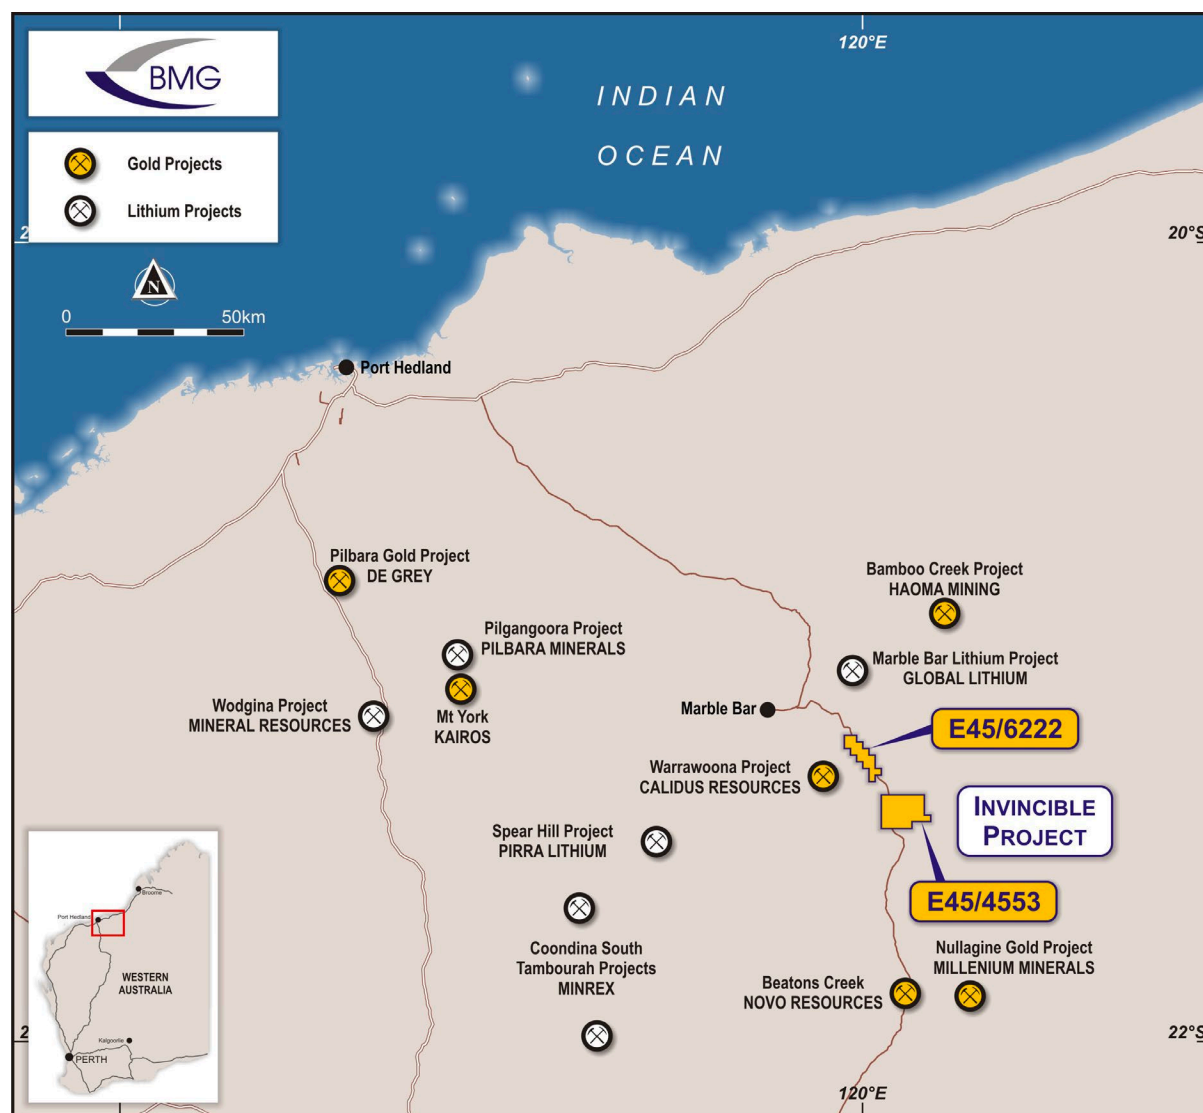 120°E
BMG
INDIAN
OCEAN
Gold Projects
Lithium Projects
20°S
N
0 50km
Port Hedland
Pilbara Gold Project
DE GREY
Bamboo Creek Project
HAOMA MINING
Pilgangoora Project
PILBARA MINERALS
Marble Bar Lithium Project
GLOBAL LITHIUM
Wodgina Project
MINERAL RESOURCES
Mt York
KAIROS
Marble Bar
E45/6222
Warrawoona Project
CALIDUS RESOURCES
INVINCIBLE
PROJECT
Spear Hill Project
PIRRA LITHIUM
E45/4553
Coondina South
Tambourah Projects
MINREX
Nullagine Gold Project
MILLENIUM MINERALS
Beatons Creek
NOVO RESOURCES
Broome
Port Hedland
WESTERN
AUSTRALIA
Kalgoorlie
PERTH
22°S
120°E